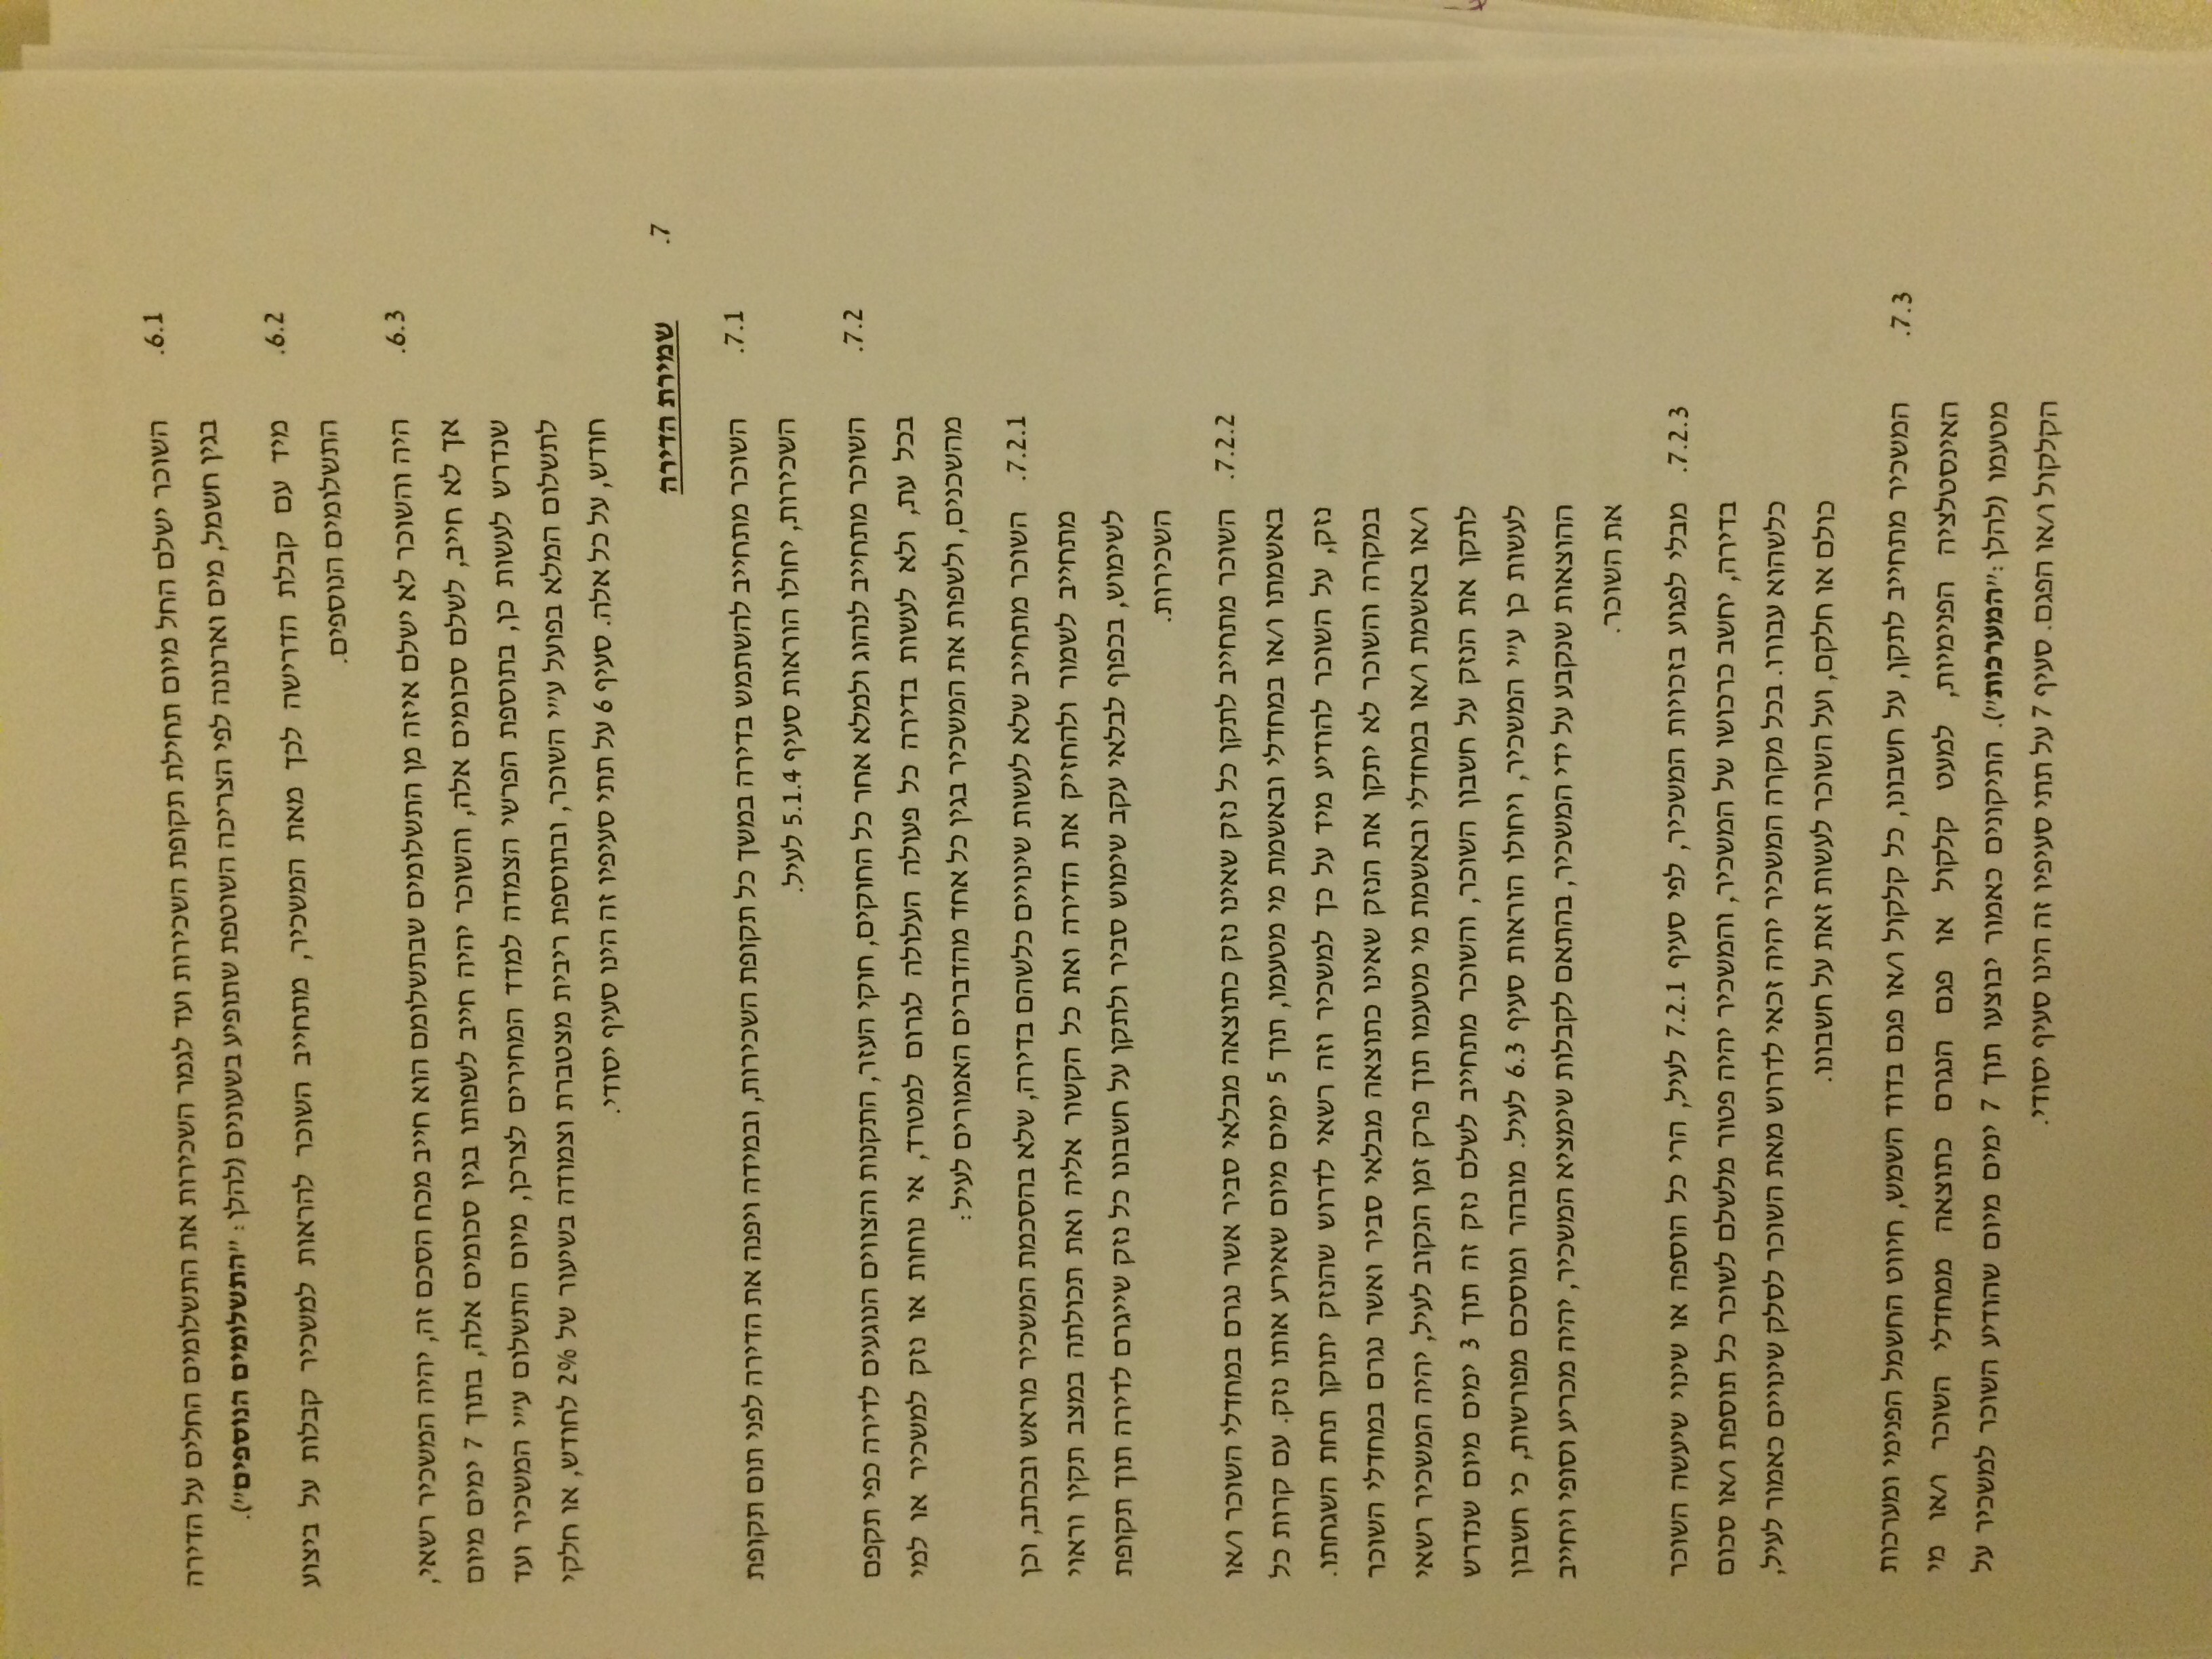 6.1. השוכר ישלם החל מיום תחילת תקופת השכירות ועד לגמר השכירות את התשלומים החלים על הדירה
בגין חשמל, מים וארנונה לפי הצריכה השוטפת שתופיע בשעונים (להלן: "התשלומים הנוספים").
6.2. מיד עם קבלת הדרישה לכך מאת המשכיר, מתחייב השוכר להראות למשכיר קבלות על ביצוע
התשלומים הנוספים.
6.3. היה והשוכר לא ישלם איזה מן התשלומים שבתשלומם הוא חייב מכח הסכם זה, יהיה המשכיר רשאי,
אך לא חייב, לשלם סכומים אלה, והשוכר יהיה חייב לשפותו בגין סכומים אלה, בתוך 7 ימים מיום
שנדרש לעשות כן, בתוספת הפרשי הצמדה למדד המחירים לצרכן, מיום התשלום ע"י המשכיר ועד
לתשלום המלא בפועל ע"י השוכר, ובתוספת ריבית מצטברת וצמודה בשיעור של 2% לחודש, או חלקי
חודש, על כל אלה. סעיף 6 על תתי סעיפיו זה הינו סעיף יסודי.
7. שמירת הדירה
7.1. השוכר מתחייב להשתמש בדירה במשך כל תקופת השכירות, ובמידה ויפנה את הדירה לפני תום תקופת
השכירות, יחולו הוראות סעיף 5.1.4 לעיל.
7.2. השוכר מתחייב לנהוג ולמלא אחר כל החוקים, חוקי העזר, התקנות והצווים הנוגעים לדירה כפי תקפם
בכל עת, ולא לעשות בדירה כל פעולה העלולה לגרום למטרד, אי נוחות או נזק למשכיר או למי
מהשכנים, ולשפות את המשכיר בגין כל אחד מהדברים האמורים לעיל:
7.2.1. השוכר מתחייב שלא לעשות שינויים כלשהם בדירה, שלא בהסכמת המשכיר מראש ובכתב, וכן
מתחייב לשמור ולהחזיק את הדירה ואת כל הקשור אליה ואת תכולתה במצב תקין וראוי
לשימוש, בכפוף לבלאי עקב שימוש סביר ולתקן על חשבונו כל נזק שייגרם לדירה תוך תקופת
השכירות.
7.2.2. השוכר מתחייב לתקן כל נזק שאינו נזק כתוצאה מבלאי סביר אשר נגרם במחדלי השוכר ו/או
באשמתו ו/או במחדלי ובאשמת מי מטעמו, תוך 5 ימים מיום שאירע אותו נזק. עם קרות כל
נזק, על השוכר להודיע מיד על כך למשכיר וזה רשאי לדרוש שהנזק יתוקן תחת השגחתו.
במקרה והשוכר לא יתקן את הנזק שאינו כתוצאה מבלאי סביר ואשר נגרם במחדלי השוכר
ו/או באשמת ו/או במחדלי ובאשמת מי מטעמו תוך פרק זמן הנקוב לעיל, יהיה המשכיר רשאי
לתקן את הנזק על חשבון השוכר, והשוכר מתחייב לשלם נזק זה תוך 3 ימים מיום שנדרש
לעשות כן ע"י המשכיר, ויחולו הוראות סעיף 6.3 לעיל. מובהר ומוסכם מפורשות, כי חשבון
ההוצאות שנקבע על ידי המשכיר, בהתאם לקבלות שימציא המשכיר, יהיה מכריע וסופי ויחייב
את השוכר.
7.2.3. מבלי לפגוע בזכויות המשכיר, לפי סעיף 7.2.1 לעיל, הרי כל הוספה או שינוי שיעשה השוכר
בדירה, יחשב כרכושו של המשכיר, והמשכיר יהיה פטור מלשלם לשוכר כל תוספת ו/או סכום
כלשהוא עבורו. בכל מקרה המשכיר יהיה זכאי לדרוש מאת השוכר לסלק שינויים כאמור לעיל,
כולם או חלקם, ועל השוכר לעשות זאת על חשבונו.
7.3. המשכיר מתחייב לתקן, על חשבונו, כל קלקול ו/או פגם בדוד השמש, חיווט החשמל הפנימי ומערכות
האינסטלציה הפנימיות, למעט קלקול או פגם הנגרם כתוצאה ממחדלי השוכר ו/או מי
מטעמו (להלן:"המערכות"). התיקונים כאמור יבוצעו תוך 7 ימים מיום שהודיע השוכר למשכיר על
הקלקול ו/או הפגם. סעיף 7 על תתי סעיפיו זה הינו סעיף יסודי.